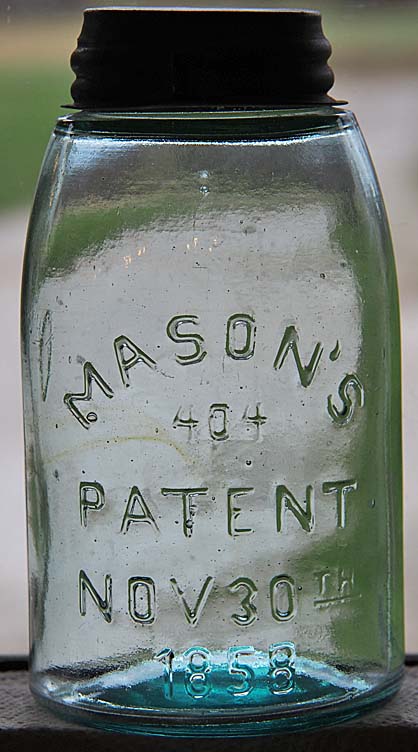 MASON'S
404
PATENT
NOV 30TH
1858